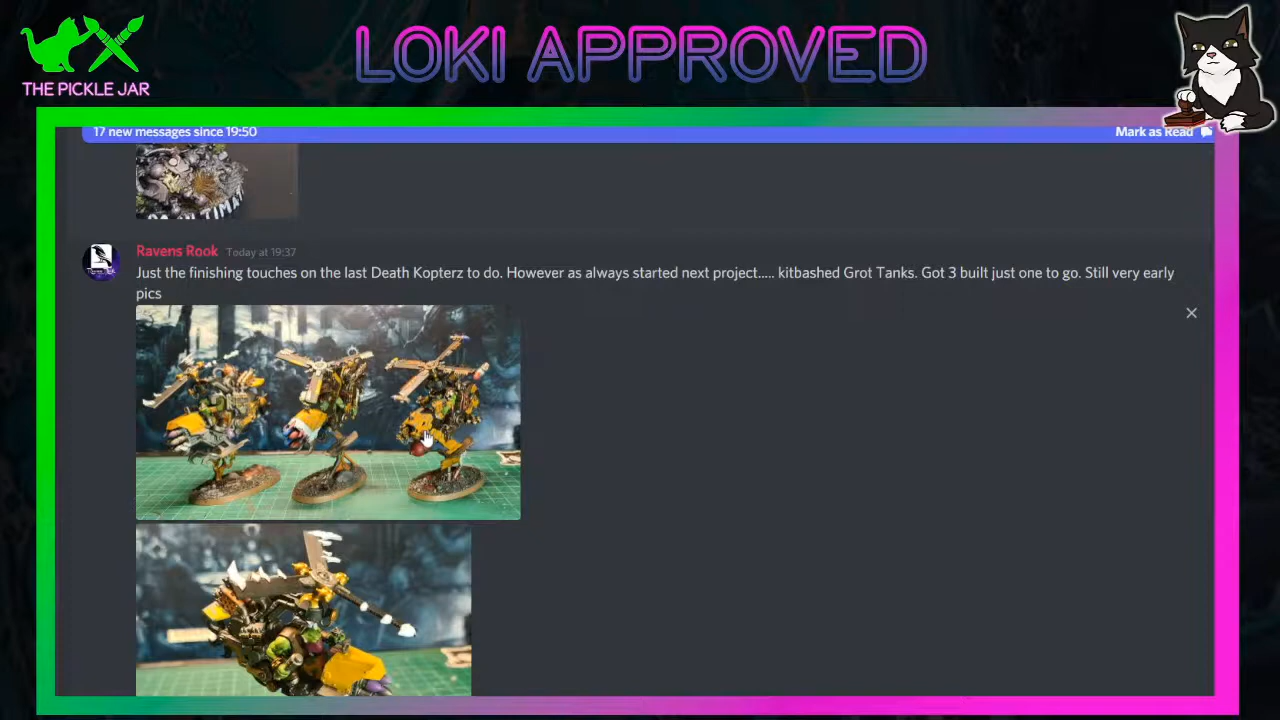 THE PICKLE JAR
LOKI APPROVED
17 new messages since 19:50
Mark as Read
Ravens Rook Today at 19:37
Just the finishing touches on the last Death Kopterz to do. However as always started next project..... kitbashed Grot Tanks. Got 3 built just one to go. Still very early
pics